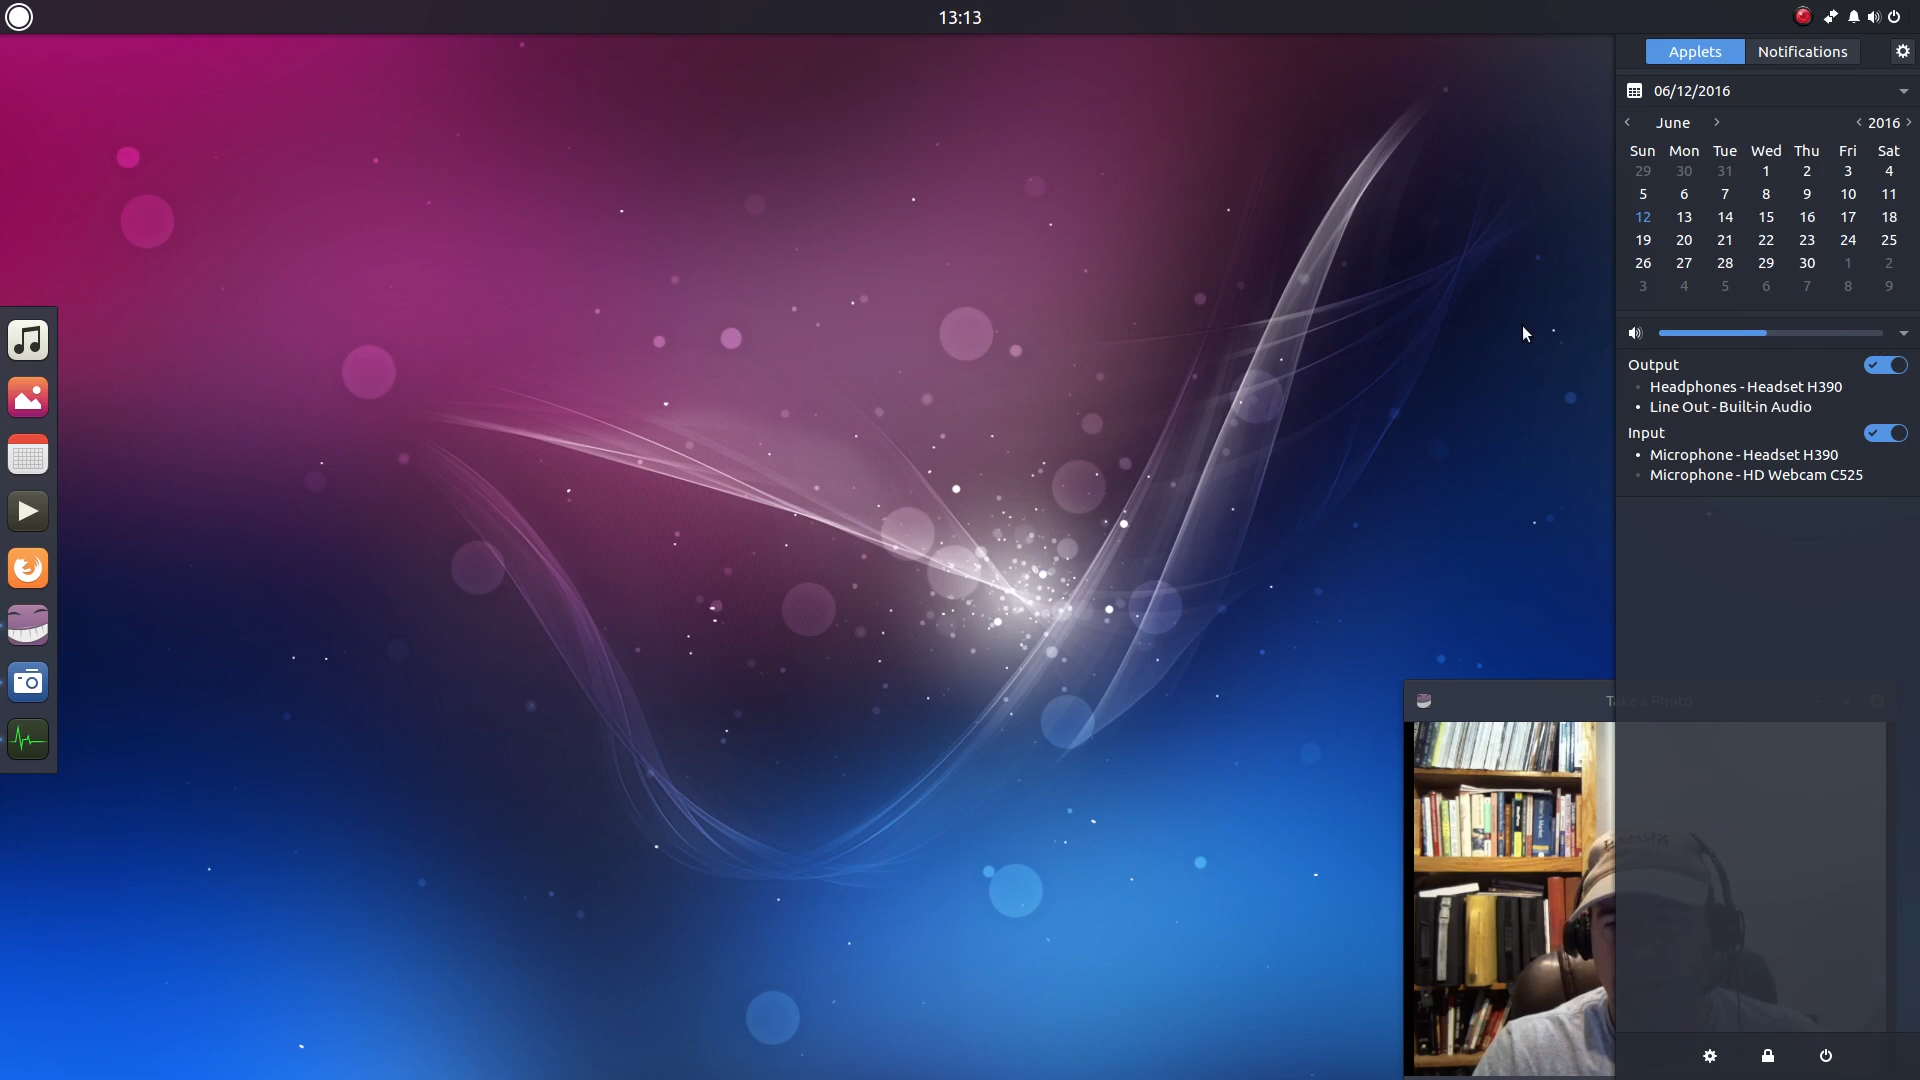 13:13
Applets Notifications
06/12/2016
June 2016
Sun Mon Tue Wed Thu Fri Sat
29 30 31 1 2 3 4
5 6 7 8 9 10 11
12 13 14 15 16 17 18
19 20 21 22 23 24 25
26 27 28 29 30 1 2
3 4 5 6 7 8 9
Output
Headphones - Headset H390
Line Out - Built-in Audio
Input
Microphone - Headset H390
Microphone - HD Webcam C525
Take a Photo